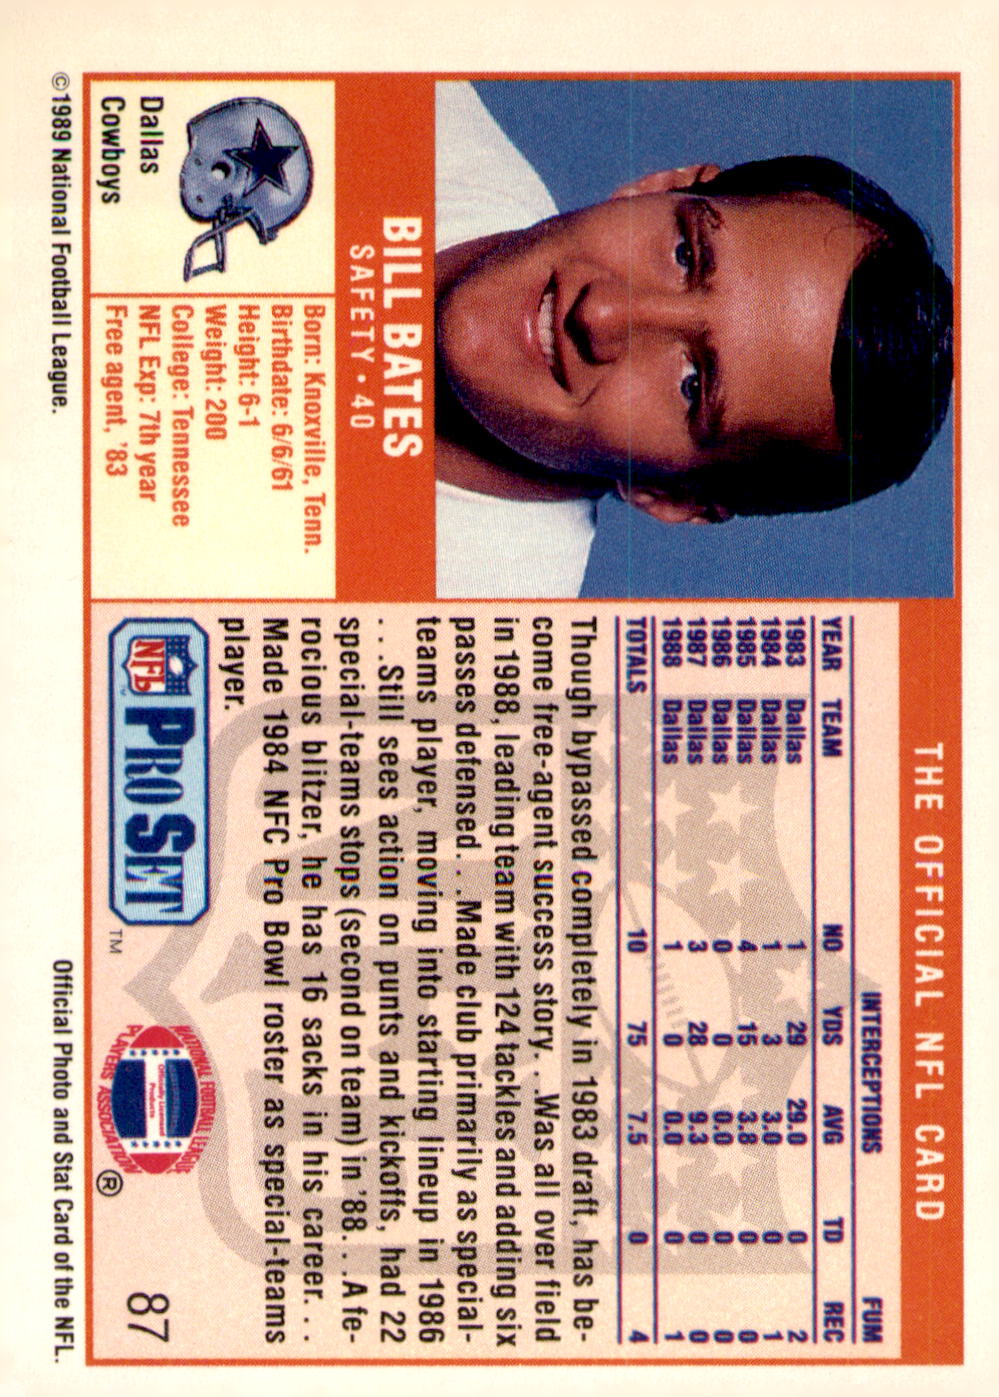 THE OFFICIAL NFL CARD
BILL BATES
SAFETY • 40
Dallas
Cowboys
Born: Knoxville, Tenn.
Birthdate: 6/6/61
Height: 6-1
Weight: 200
College: Tennessee
NFL Exp: 7th year
Free agent, '83
INTERCEPTIONS FUM
YEAR TEAM NO YDS AVG TD REC
1983 Dallas 1 29 29.0 0 2
1984 Dallas 1 3 3.0 0 1
1985 Dallas 4 15 3.8 0 0
1986 Dallas 0 0 0.0 0 0
1987 Dallas 3 28 9.3 0 0
1988 Dallas 1 0 0.0 0 1
TOTALS 10 75 7.5 0 4
Though bypassed completely in 1983 draft, has be-
come free-agent success story. . .Was all over field
in 1988, leading team with 124 tackles and adding six
passes defensed. . .Made club primarily as special-
teams player, moving into starting lineup in 1986
. . .Still sees action on punts and kickoffs, had 22
special-teams stops (second on team) in '88. . .A fe-
rocious blitzer, he has 16 sacks in his career. . .
Made 1984 NFC Pro Bowl roster as special-teams
player.
NFL PRO SET TM
NATIONAL FOOTBALL LEAGUE
Officially Licensed
Products
PLAYERS ASSOCIATION ®
87
©1989 National Football League.
Official Photo and Stat Card of the NFL.